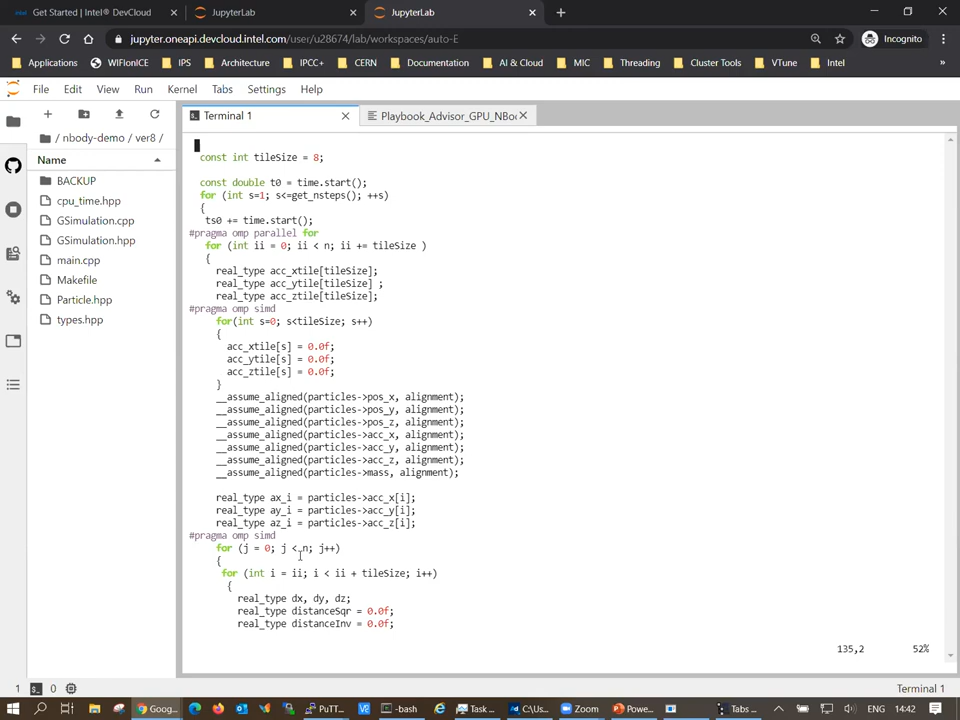 Get Started | Intel® DevCloud
JupyterLab
JupyterLab
jupyter.oneapi.devcloud.intel.com/user/u28674/lab/workspaces/auto-E
Incognito
Applications WIFIonICE IPS Architecture IPCC+ CERN Documentation AI & Cloud MIC Threading Cluster Tools VTune Intel »
File Edit View Run Kernel Tabs Settings Help
Terminal 1
Playbook_Advisor_GPU_NBo
/ nbody-demo / ver8 /
Name
BACKUP
cpu_time.hpp
GSimulation.cpp
GSimulation.hpp
main.cpp
Makefile
Particle.hpp
types.hpp
const int tileSize = 8;
const double t0 = time.start();
for (int s=1; s<=get_nsteps(); ++s)
{
ts0 += time.start();
#pragma omp parallel for
for (int ii = 0; ii < n; ii += tileSize )
{
real_type acc_xtile[tileSize];
real_type acc_ytile[tileSize] ;
real_type acc_ztile[tileSize];
#pragma omp simd
for(int s=0; s<tileSize; s++)
{
acc_xtile[s] = 0.0f;
acc_ytile[s] = 0.0f;
acc_ztile[s] = 0.0f;
}
__assume_aligned(particles->pos_x, alignment);
__assume_aligned(particles->pos_y, alignment);
__assume_aligned(particles->pos_z, alignment);
__assume_aligned(particles->acc_x, alignment);
__assume_aligned(particles->acc_y, alignment);
__assume_aligned(particles->acc_z, alignment);
__assume_aligned(particles->mass, alignment);
real_type ax_i = particles->acc_x[i];
real_type ay_i = particles->acc_y[i];
real_type az_i = particles->acc_z[i];
#pragma omp simd
for (j = 0; j < n; j++)
{
for (int i = ii; i < ii + tileSize; i++)
{
real_type dx, dy, dz;
real_type distanceSqr = 0.0f;
real_type distanceInv = 0.0f;
135,2 52%
1 0 Terminal 1
Goog... PuTT... -bash Task ... C:\Us... Zoom Powe... Tabs ENG 14:42